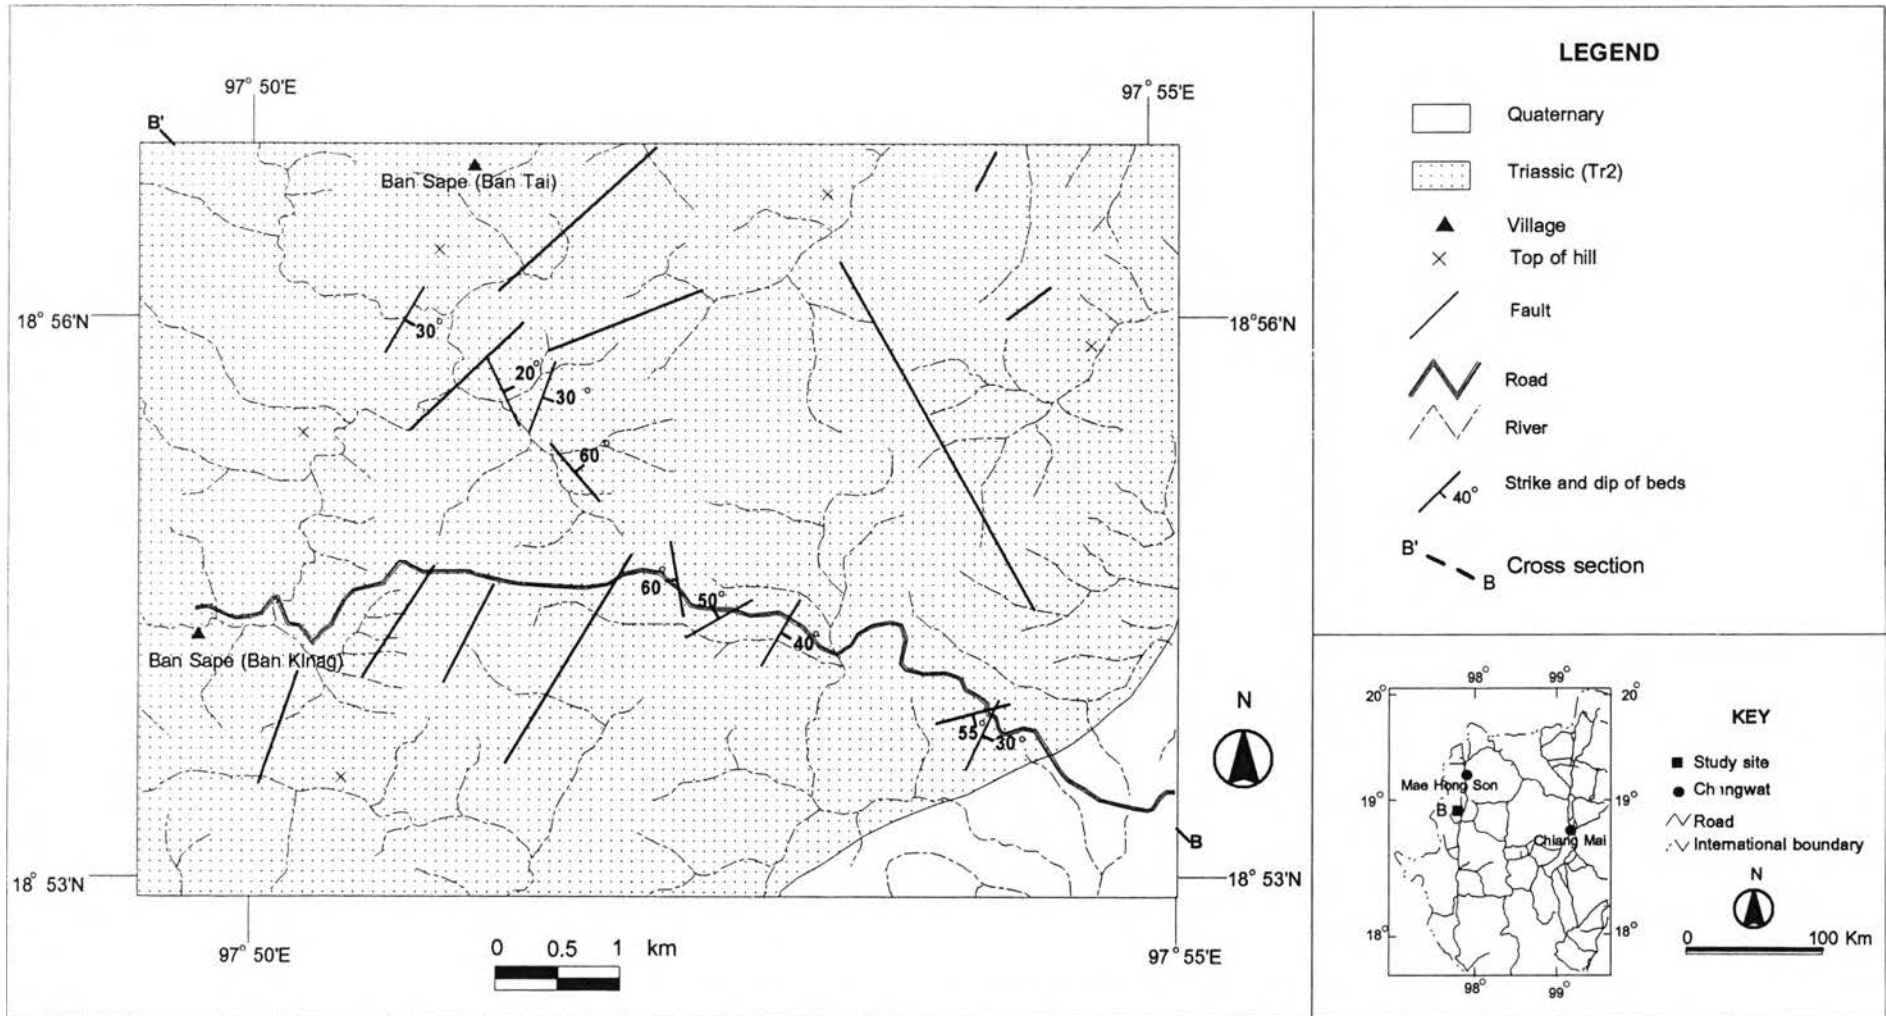 97° 50'E
97° 55'E
B'
Ban Sape (Ban Tai)
18° 56'N
18° 56'N
30°
20°
30 °
60°
60°
50°
40°
Ban Sape (Ban Klnag)
55°
30 °
B
18° 53'N
18° 53'N
97° 50'E
97° 55'E
0 0.5 1 km
N
LEGEND
Quaternary
Triassic (Tr2)
Village
Top of hill
Fault
Road
River
40°
Strike and dip of beds
B'
B
Cross section
98° 99°
20° 20°
Mae Hong Son
19° 19°
B
Chiang Mai
18° 18°
98° 99°
KEY
Study site
Road
International boundary
N
0 100 Km